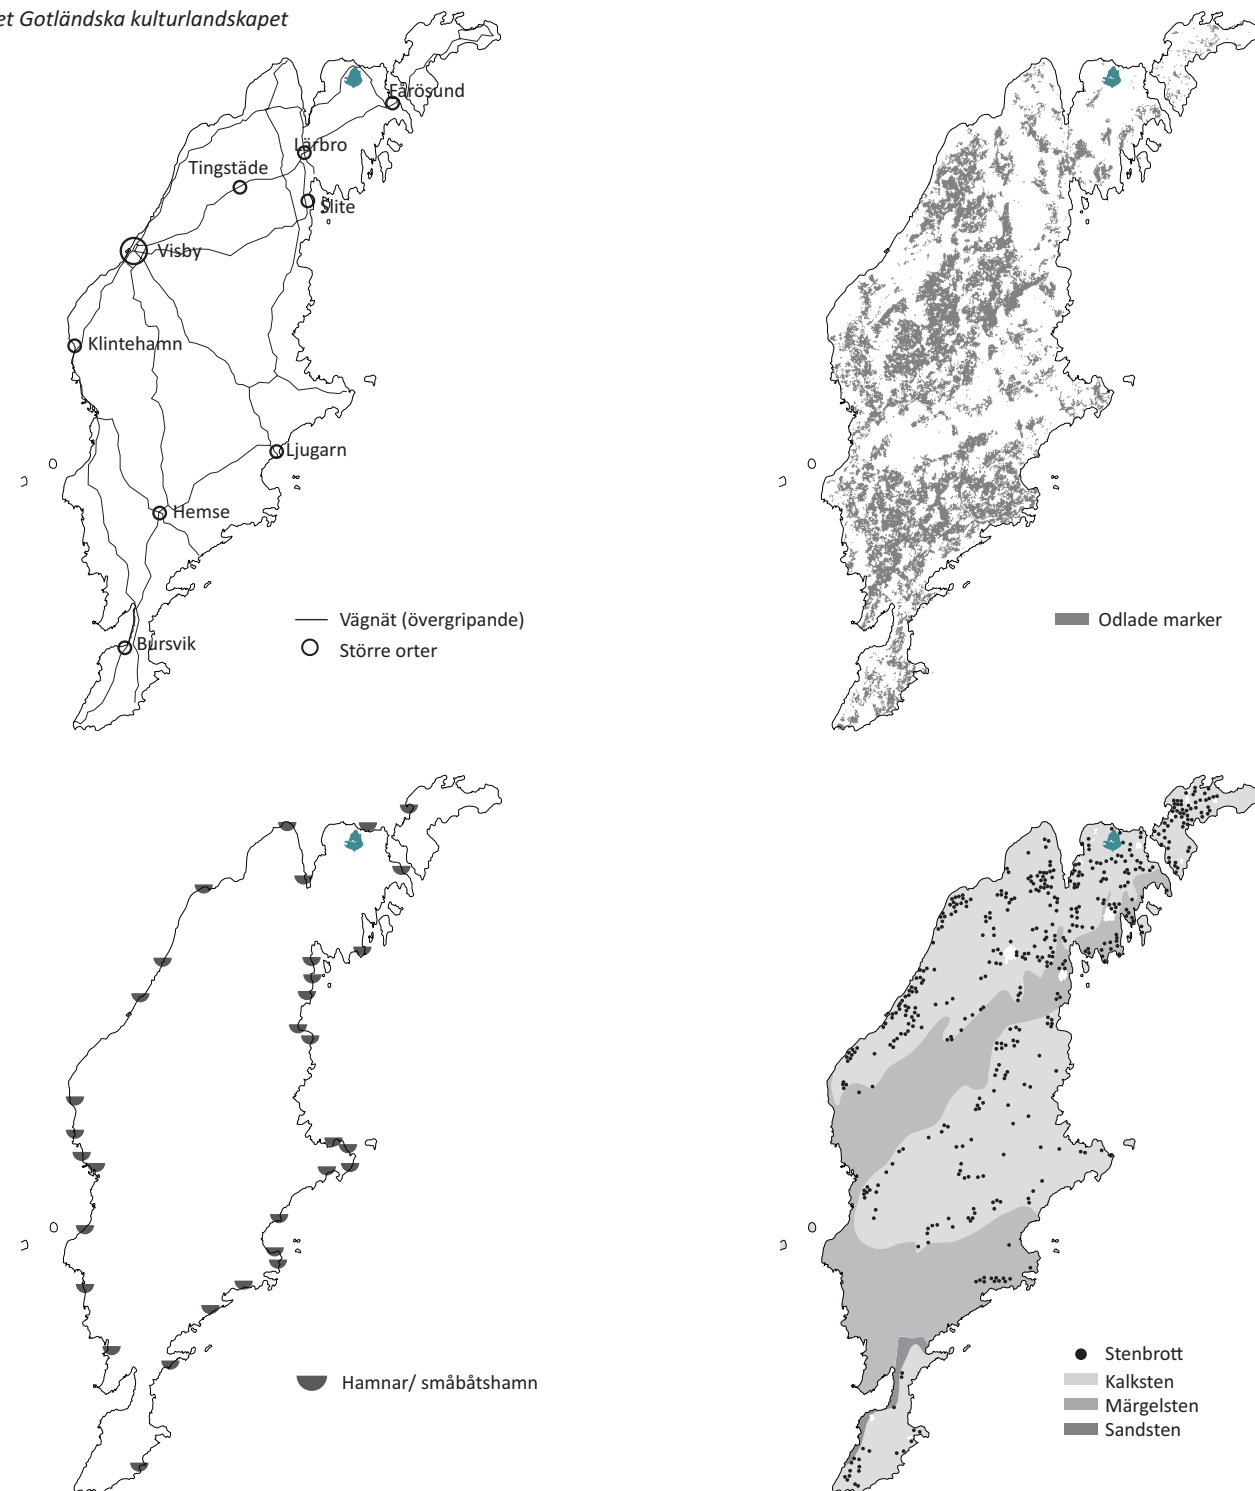 et Gotländska kulturlandskapet
Fårösund
Lärbro
Tingstäde
Slite
Visby
Klintehamn
Ljugarn
Hemse
Vägnät (övergripande)
Bursvik
Större orter
Odlade marker
Hamnar/ småbåtshamn
Stenbrott
Kalksten
Märgelsten
Sandsten